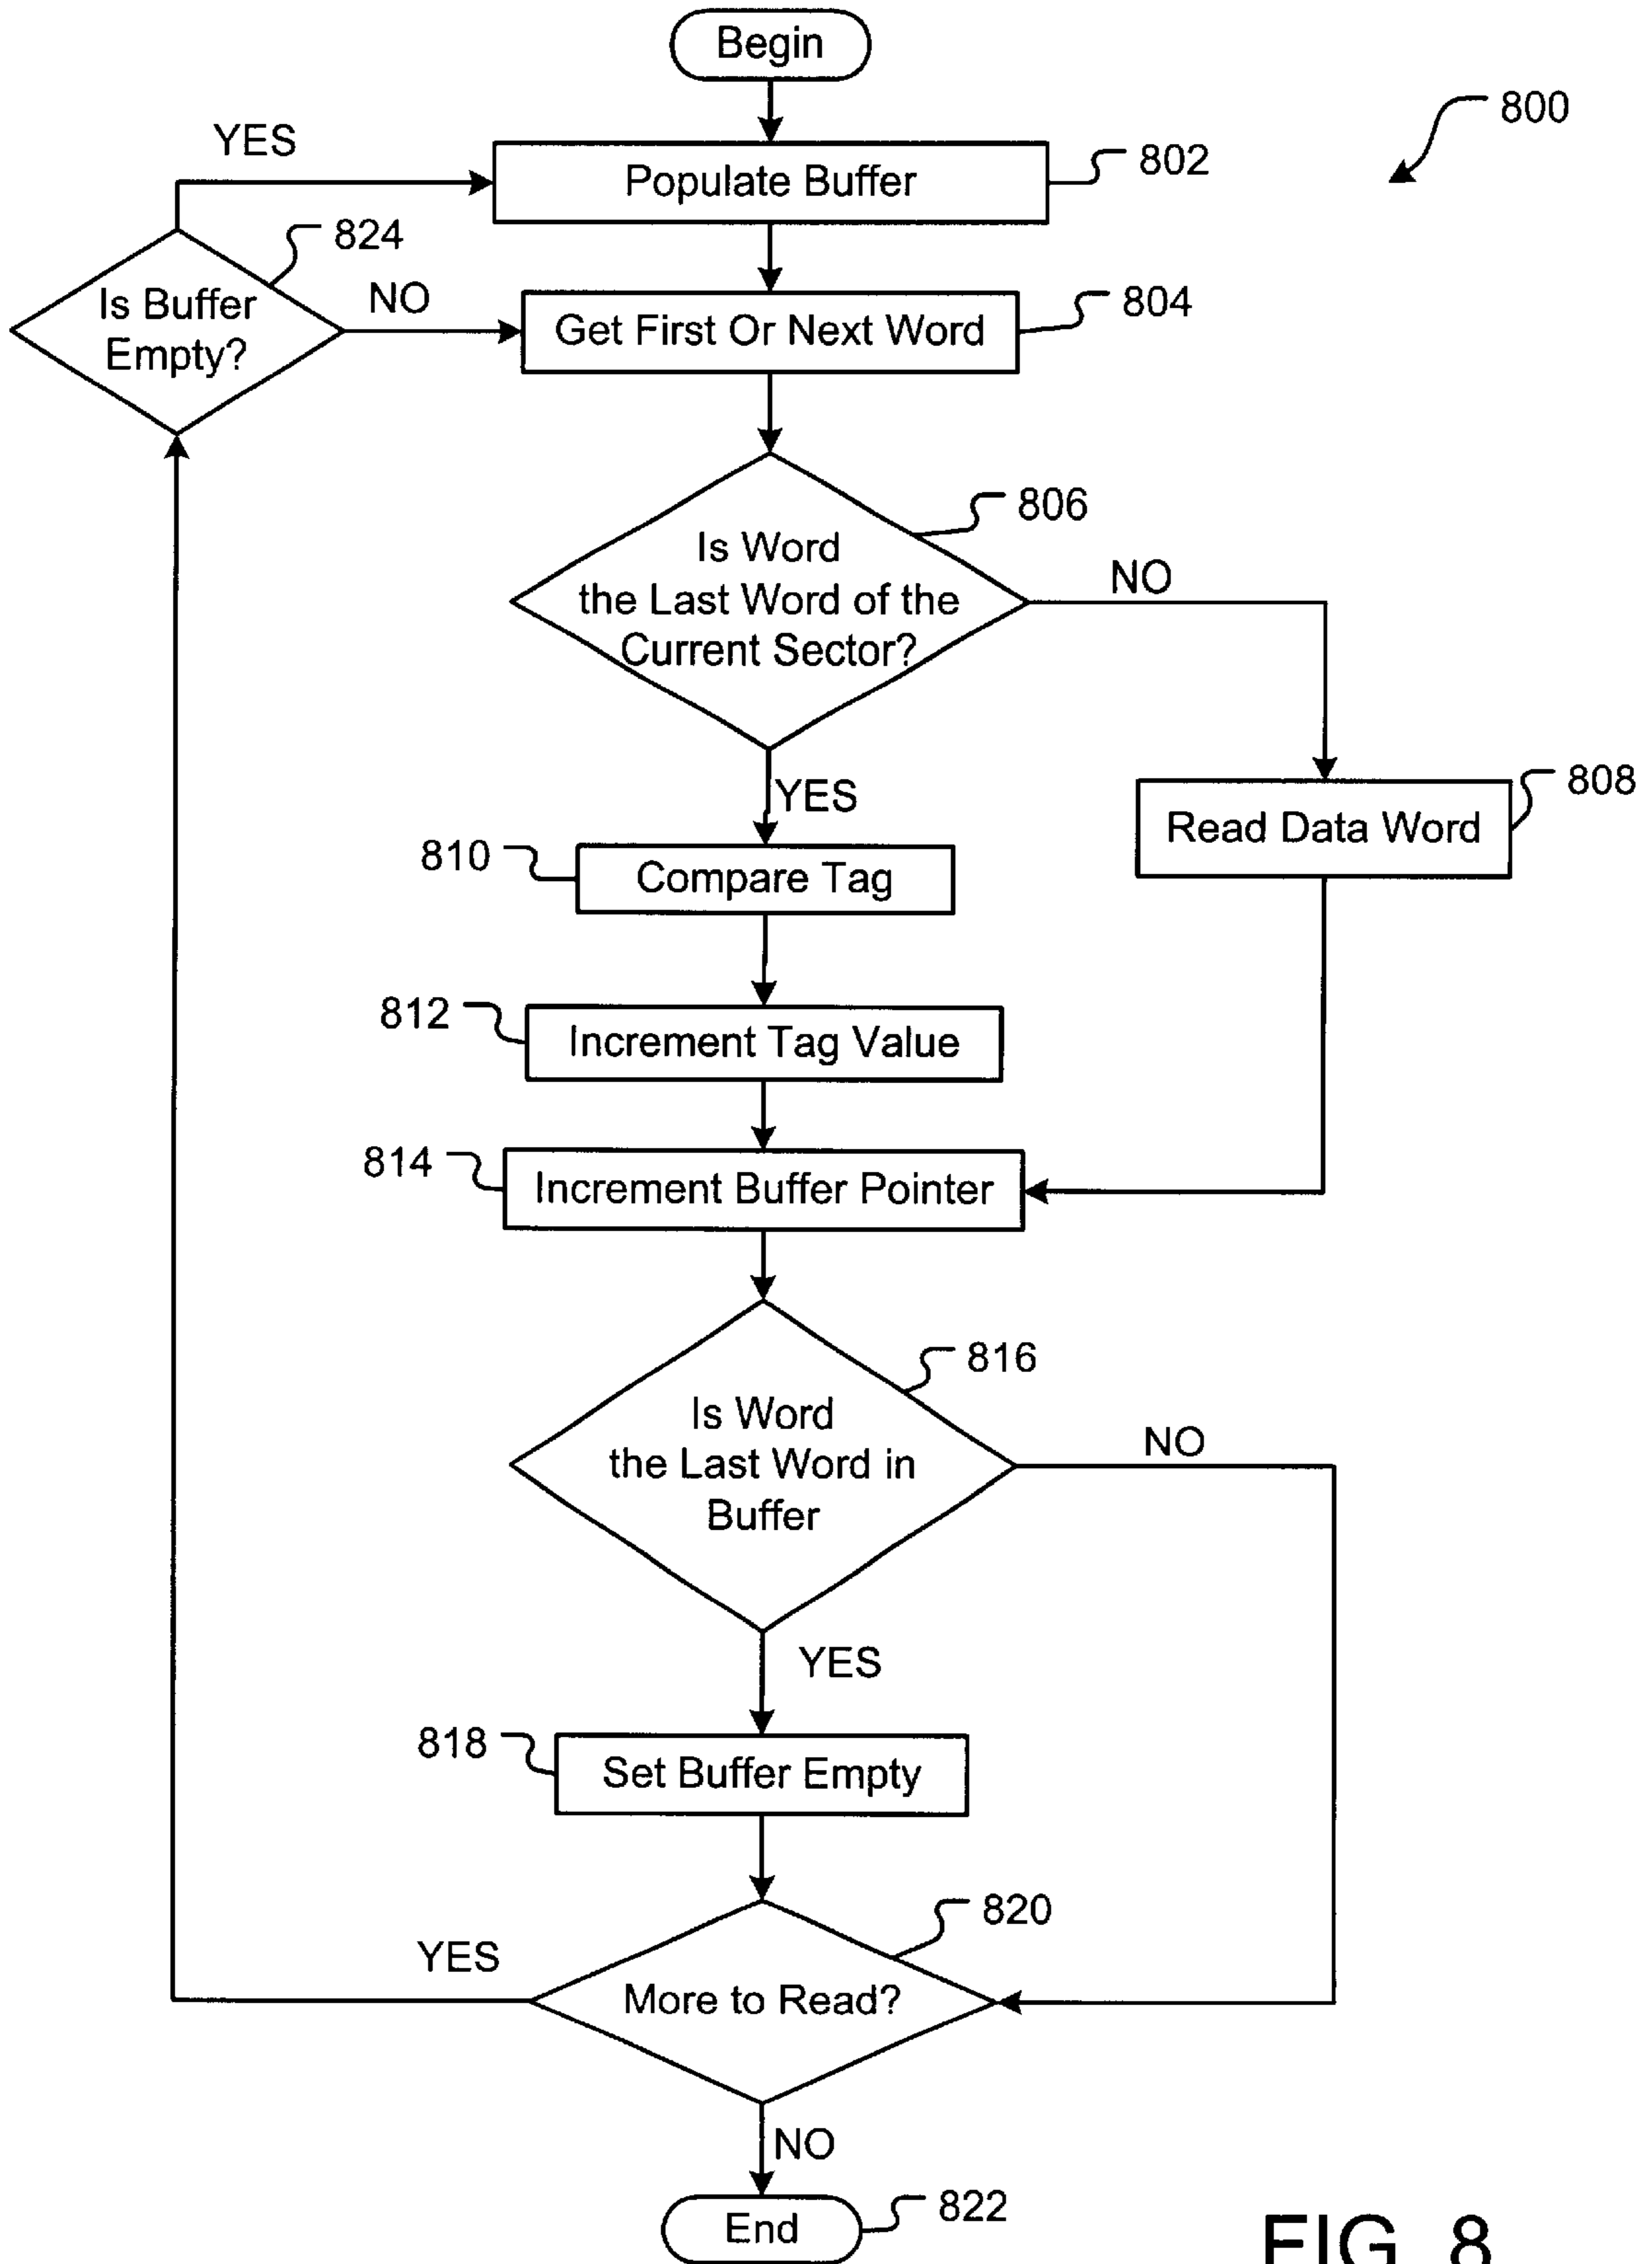 Begin
800
YES
Populate Buffer
802
824
Is Buffer
Empty?
NO
Get First Or Next Word
804
806
Is Word
the Last Word of the
Current Sector?
NO
YES
808
Read Data Word
810
Compare Tag
812
Increment Tag Value
814
Increment Buffer Pointer
816
Is Word
the Last Word in
Buffer
NO
YES
818
Set Buffer Empty
820
YES
More to Read?
NO
End
822
FIG. 8